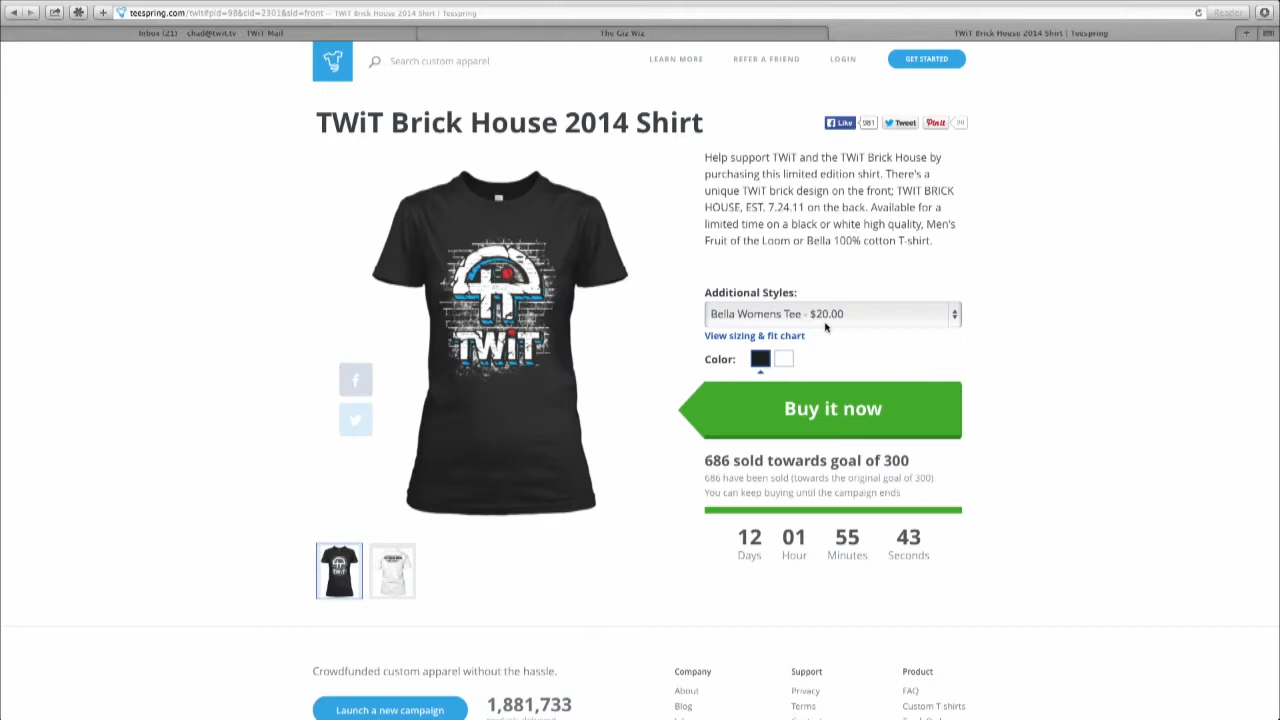 teespring.com/twit#pid=98&cid=2301&sid=front — TWiT Brick House 2014 Shirt | Teespring
Reader
Inbox (21) chad@twit.tv TWiT Mail
The Giz Wiz
TWiT Brick House 2014 Shirt | Teespring
Search custom apparel
LEARN MORE
REFER A FRIEND
LOGIN
GET STARTED
TWiT Brick House 2014 Shirt
Like 981 Tweet Pin it 20
Help support TWiT and the TWiT Brick House by
purchasing this limited edition shirt. There's a
unique TWiT brick design on the front; TWIT BRICK
HOUSE, EST. 7.24.11 on the back. Available for a
limited time on a black or white high quality, Men's
Fruit of the Loom or Bella 100% cotton T-shirt.
TWiT
Additional Styles:
Bella Womens Tee - $20.00
View sizing & fit chart
Color:
Buy it now
686 sold towards goal of 300
686 have been sold (towards the original goal of 300)
You can keep buying until the campaign ends
12 01 55 43
Days Hour Minutes Seconds
TWiT
Crowdfunded custom apparel without the hassle.
Launch a new campaign
1,881,733
Company
About
Blog
Support
Privacy
Terms
Product
FAQ
Custom T shirts